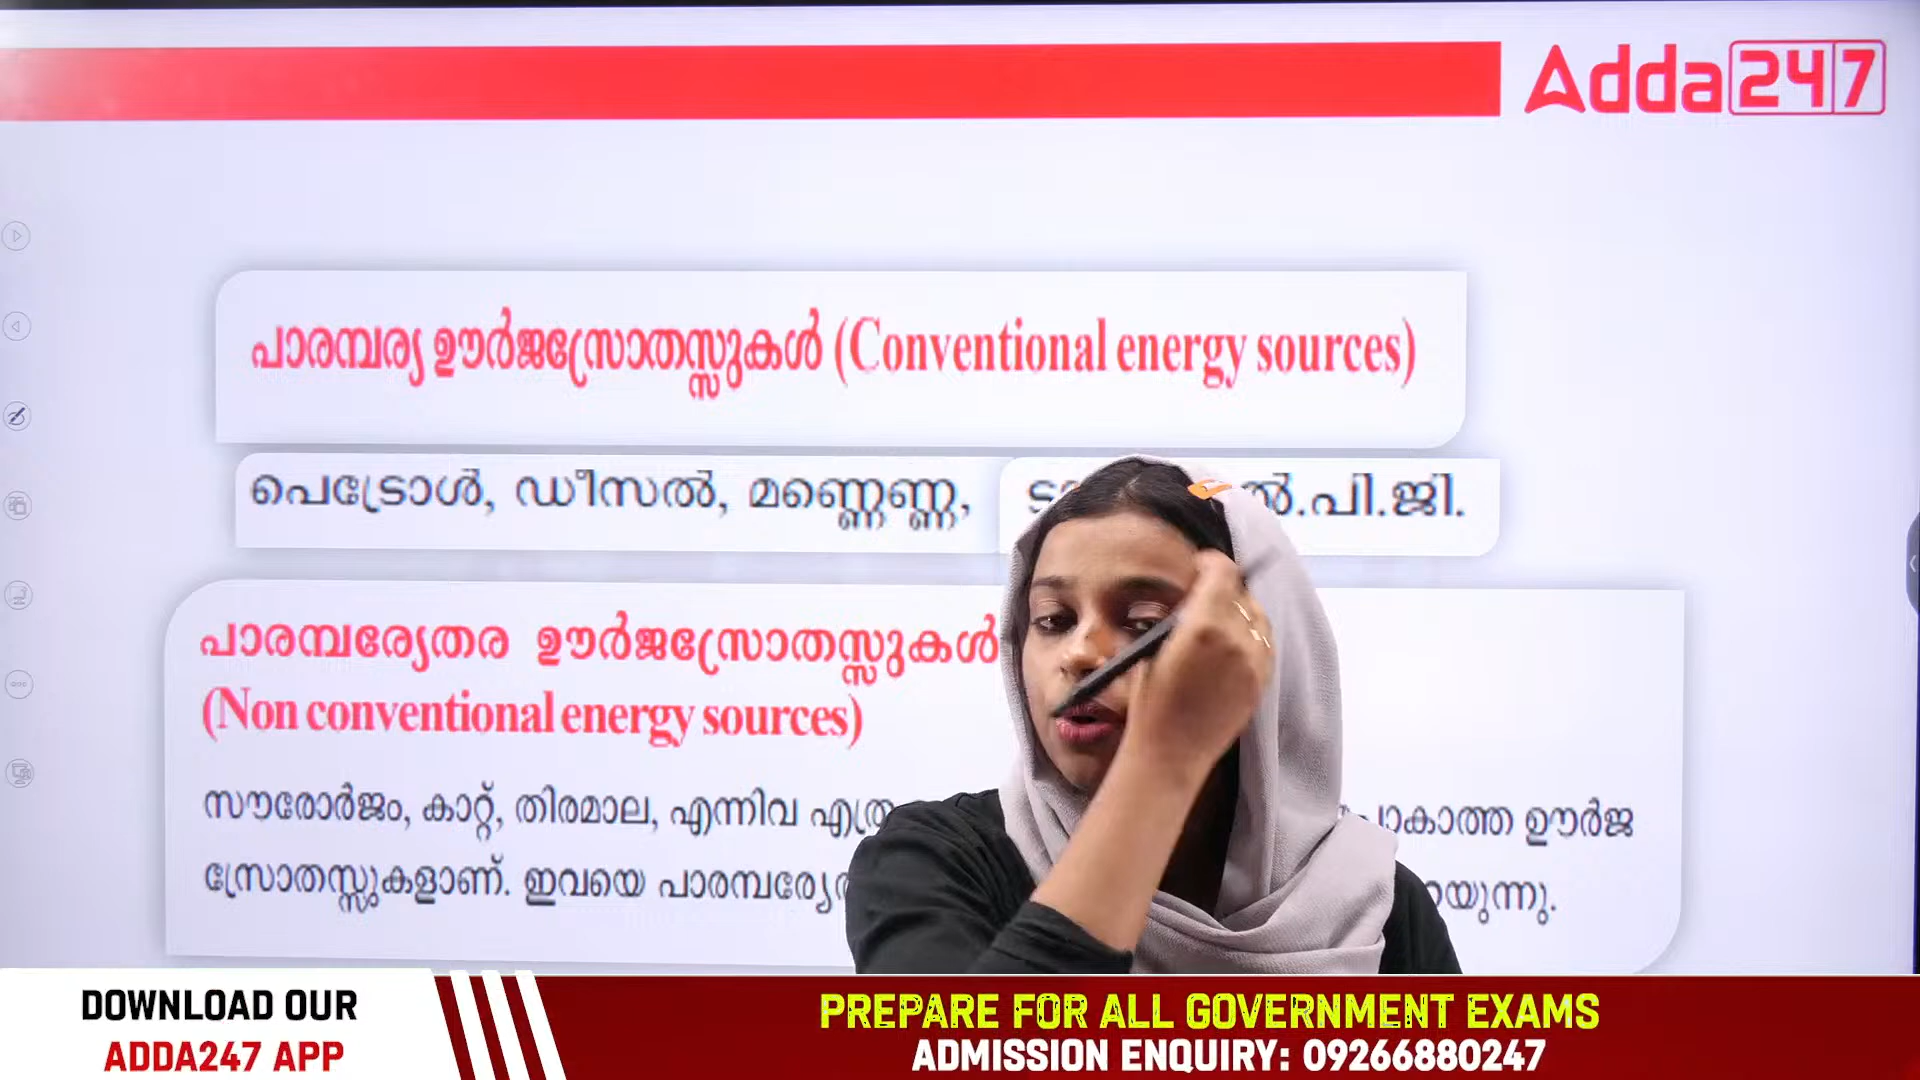 Adda247
പാരമ്പര്യ ഊർജസ്രോതസ്സുകൾ (Conventional energy sources)
പെട്രോൾ, ഡീസൽ, മണ്ണെണ്ണ, ൽ.പി.ജി.
പാരമ്പര്യേതര ഊർജസ്രോതസ്സുകൾ
(Non conventional energy sources)
സൗരോർജം, കാറ്റ്, തിരമാല, എന്നിവ ഊർജ
സ്രോതസ്സുകളാണ്. ഇവയെ
DOWNLOAD OUR
ADDA247 APP
PREPARE FOR ALL GOVERNMENT EXAMS
ADMISSION ENQUIRY: 09266880247